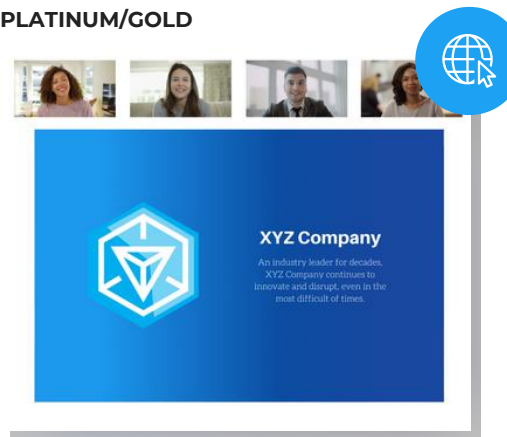 PLATINUM/GOLD
XYZ Company
An industry leader for decades,
XYZ Company continues to
innovate and disrupt, even in the
most difficult of times.